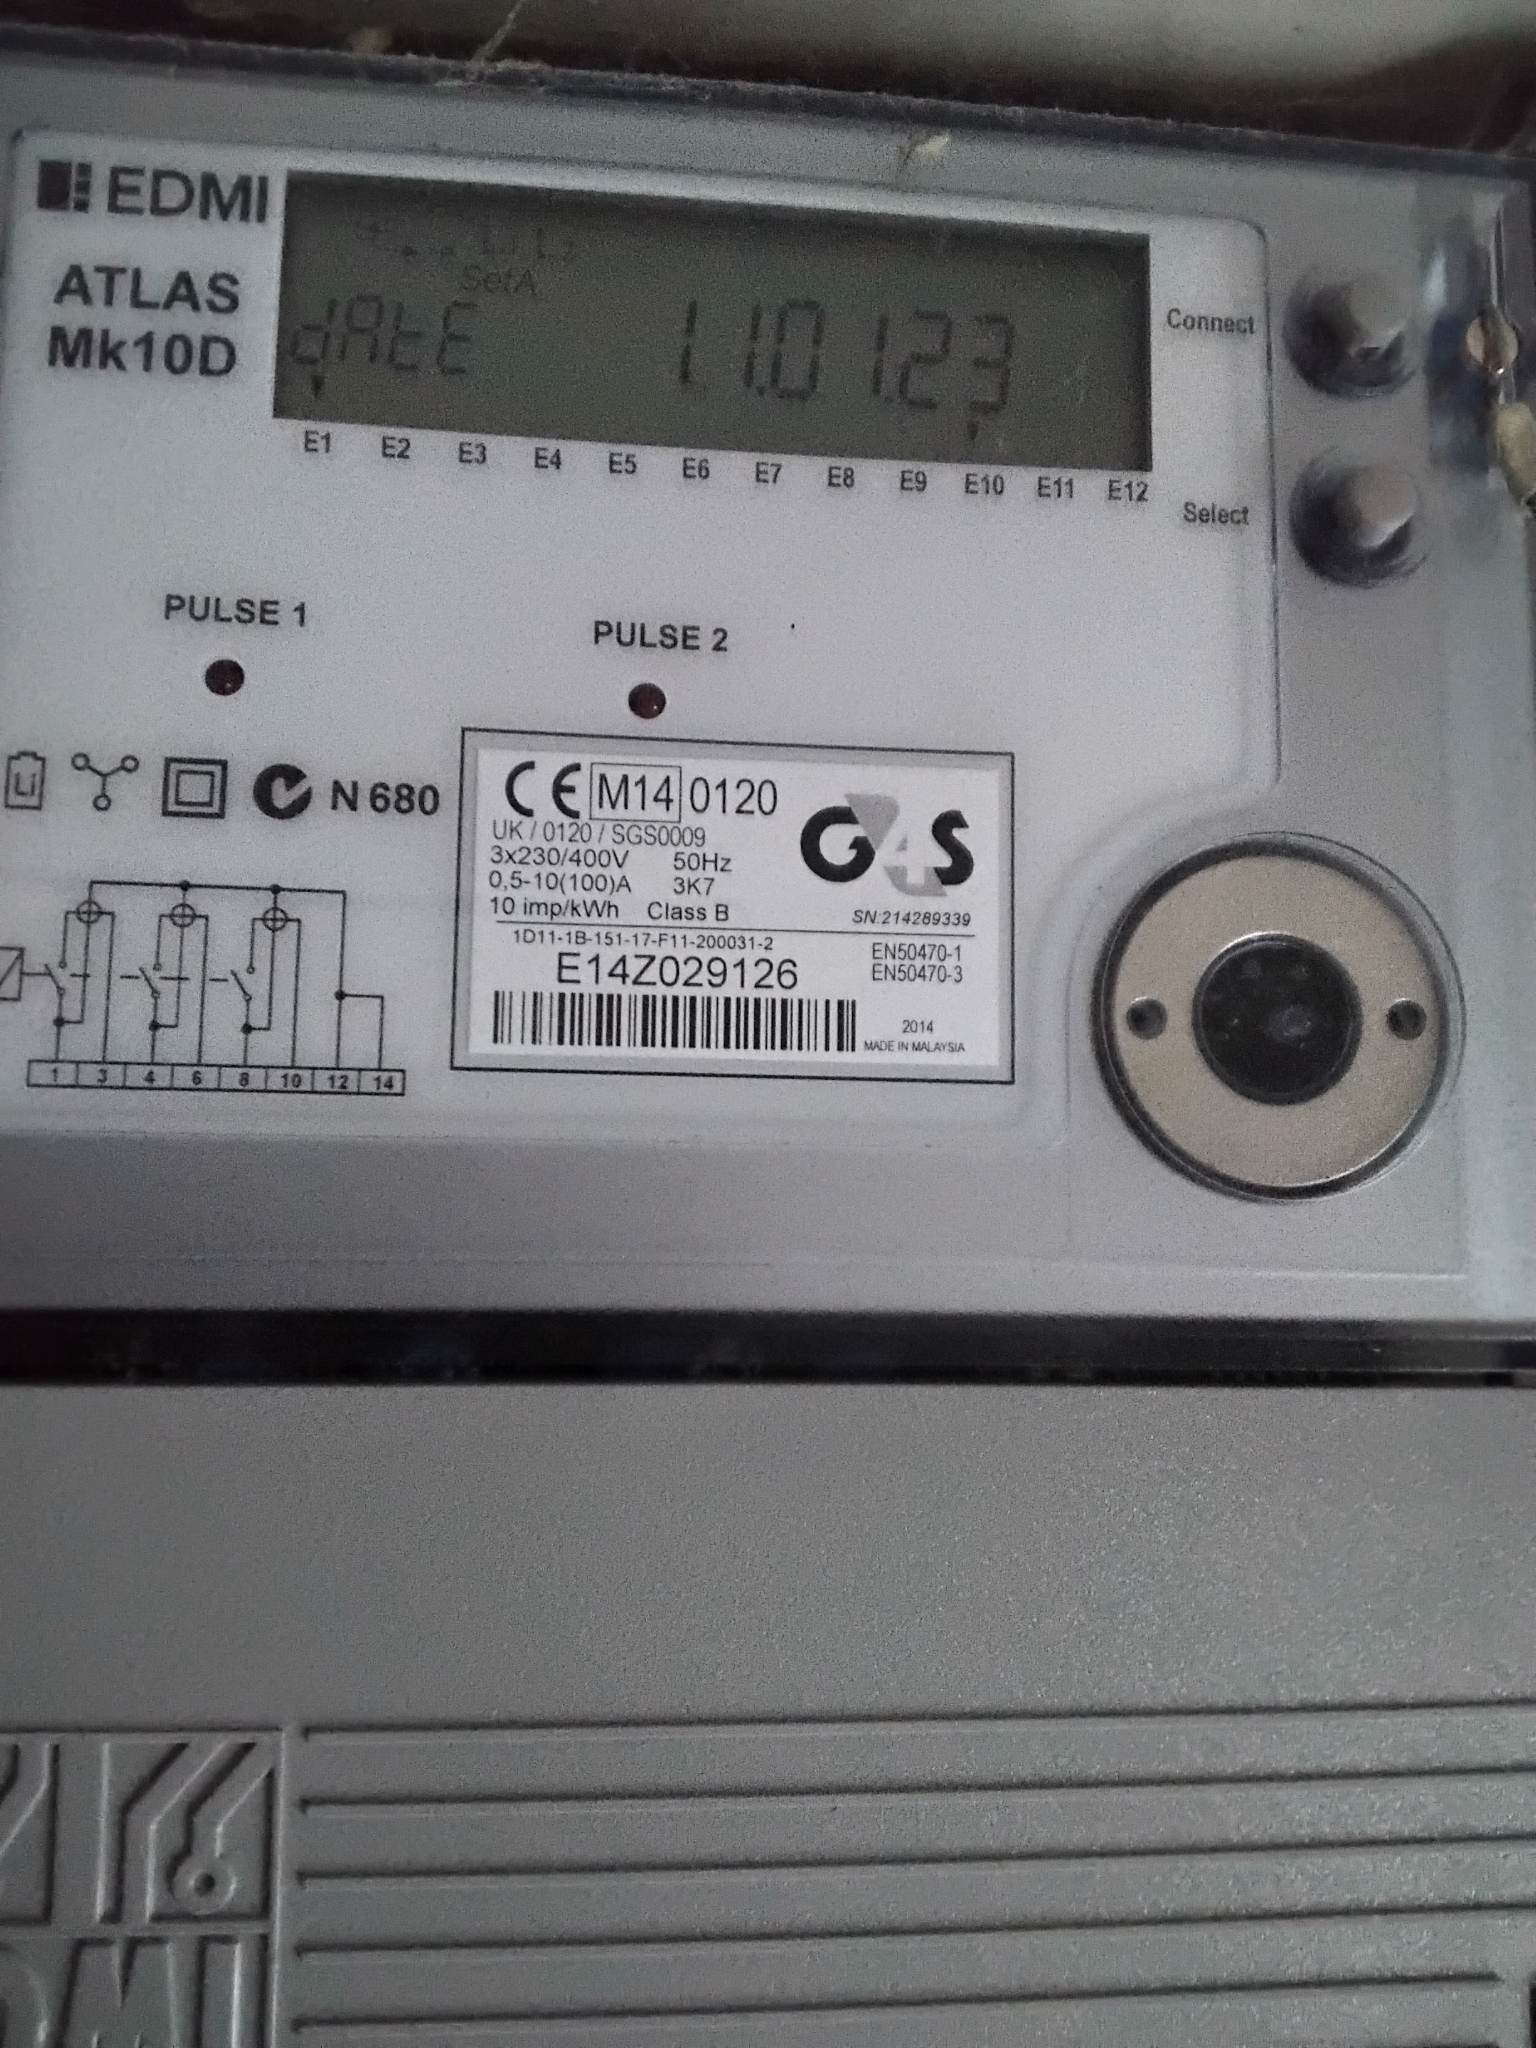 EDMI
ATLAS
Mk10D
SetA
dAtE 11.01.23
Connect
E1 E2 E3 E4 E5 E6 E7 E8 E9 E10 E11 E12
Select
PULSE 1
PULSE 2
Li
N 680
CE M14 0120
G4S
UK / 0120 / SGS0009
3x230/400V 50Hz
0,5-10(100)A 3K7
10 imp/kWh Class B
SN:214289339
1D11-1B-151-17-F11-200031-2
EN50470-1
E14Z029126
EN50470-3
2014
MADE IN MALAYSIA
1 3 4 6 8 10 12 14